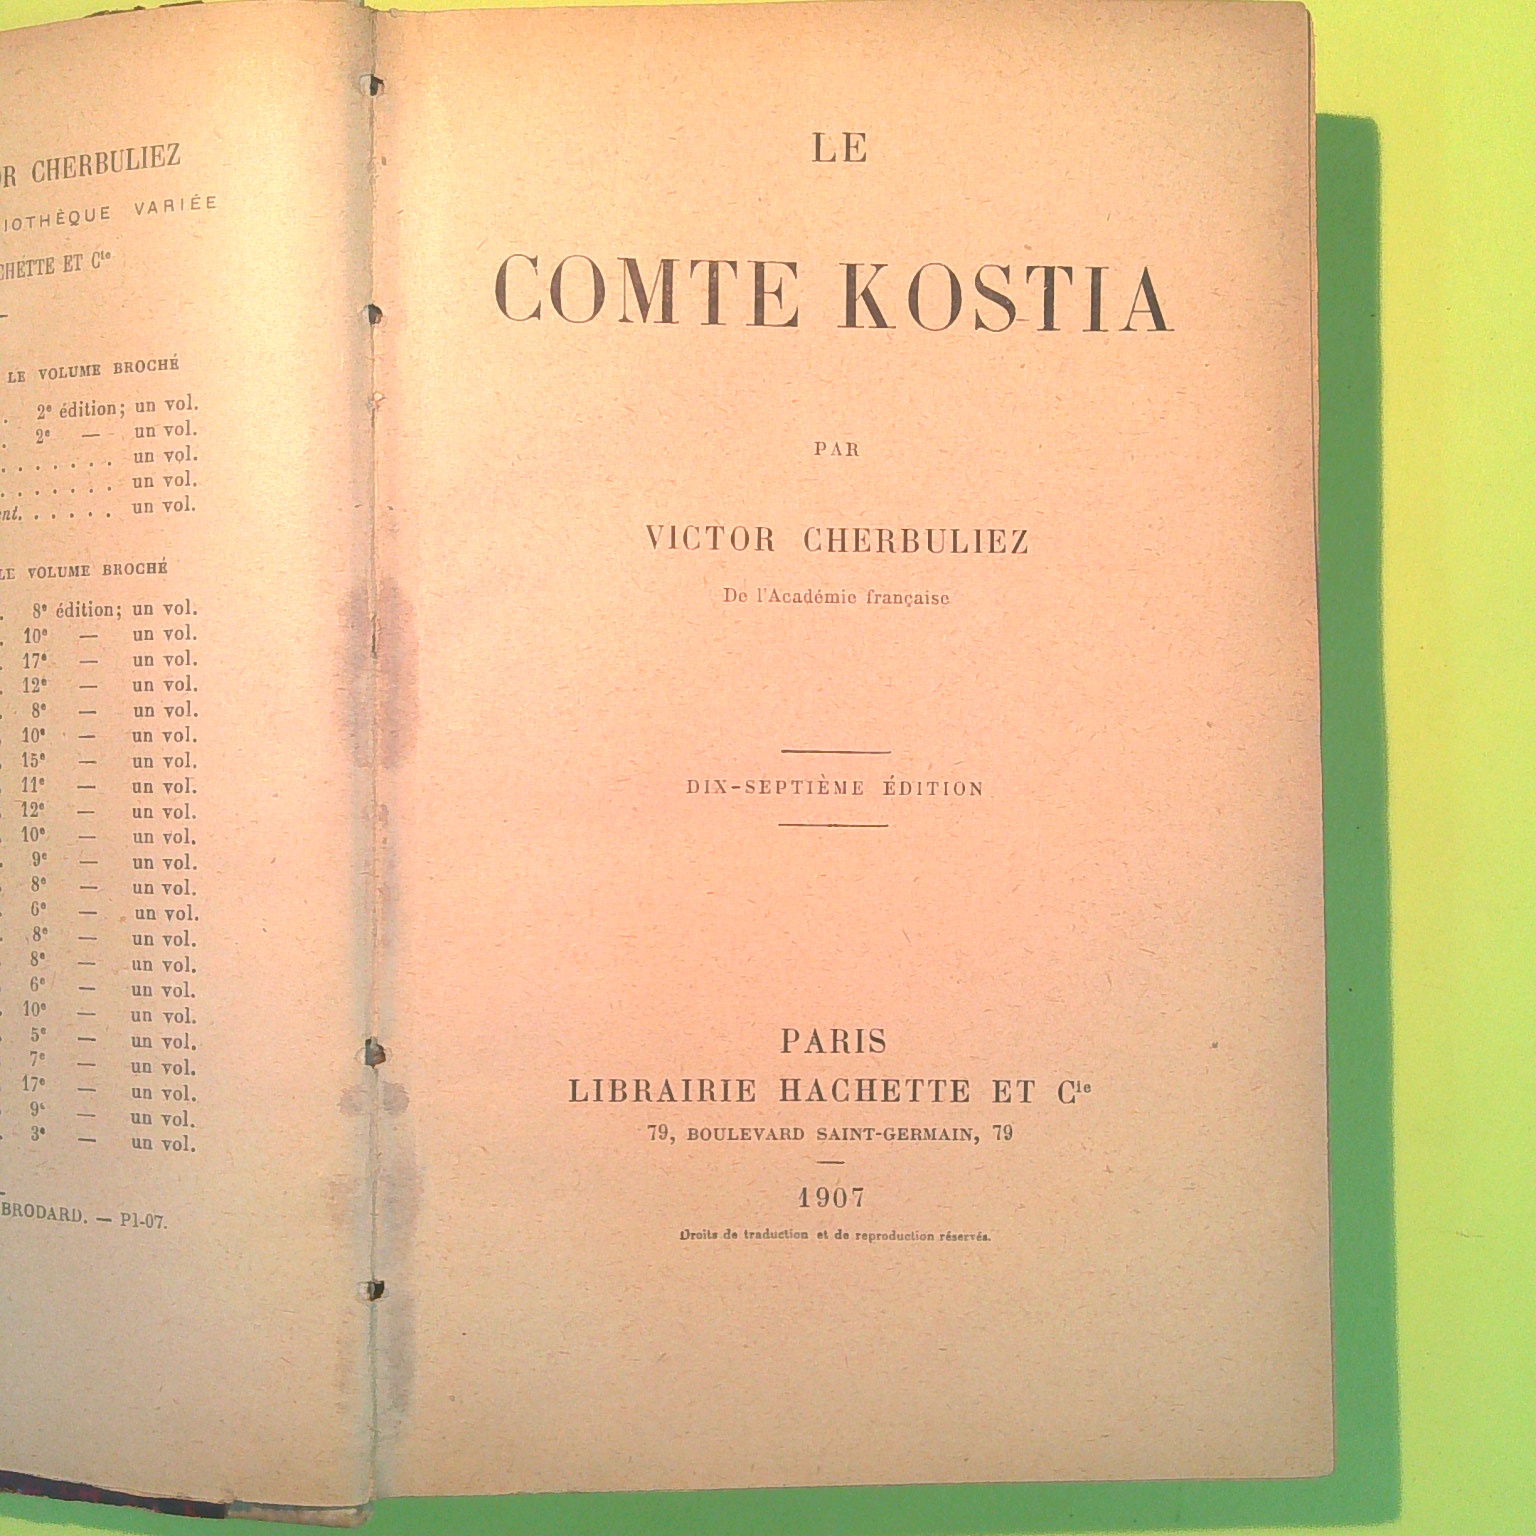 CHERBULIEZ
VARIÉE
ET Cie
LE VOLUME BROCHÉ
2e édition; un vol.
2e — un vol.
. . . . . . . un vol.
. . . . . . . un vol.
. . . . . un vol.
LE VOLUME BROCHÉ
8e édition; un vol.
10e — un vol.
17e — un vol.
12e — un vol.
8e — un vol.
10e — un vol.
15e — un vol.
11e — un vol.
12e — un vol.
10e — un vol.
9e — un vol.
8e — un vol.
6e — un vol.
8e — un vol.
8e — un vol.
6e — un vol.
10e — un vol.
5e — un vol.
7e — un vol.
17e — un vol.
9e — un vol.
3e — un vol.
BRODARD. — P1-07.
LE
COMTE KOSTIA
PAR
VICTOR CHERBULIEZ
De l'Académie française
DIX-SEPTIÈME ÉDITION
PARIS
LIBRAIRIE HACHETTE ET Cie
79, BOULEVARD SAINT-GERMAIN, 79
1907
Droits de traduction et de reproduction réservés.